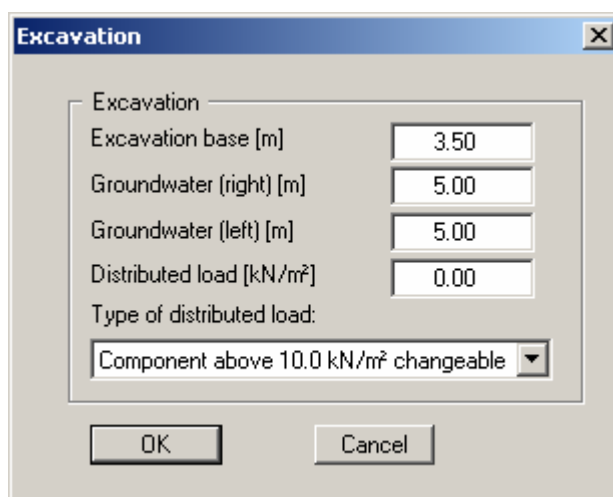 Excavation
Excavation
Excavation base [m] 3.50
Groundwater (right) [m] 5.00
Groundwater (left) [m] 5.00
Distributed load [kN/m²] 0.00
Type of distributed load:
Component above 10.0 kN/m² changeable
OK Cancel